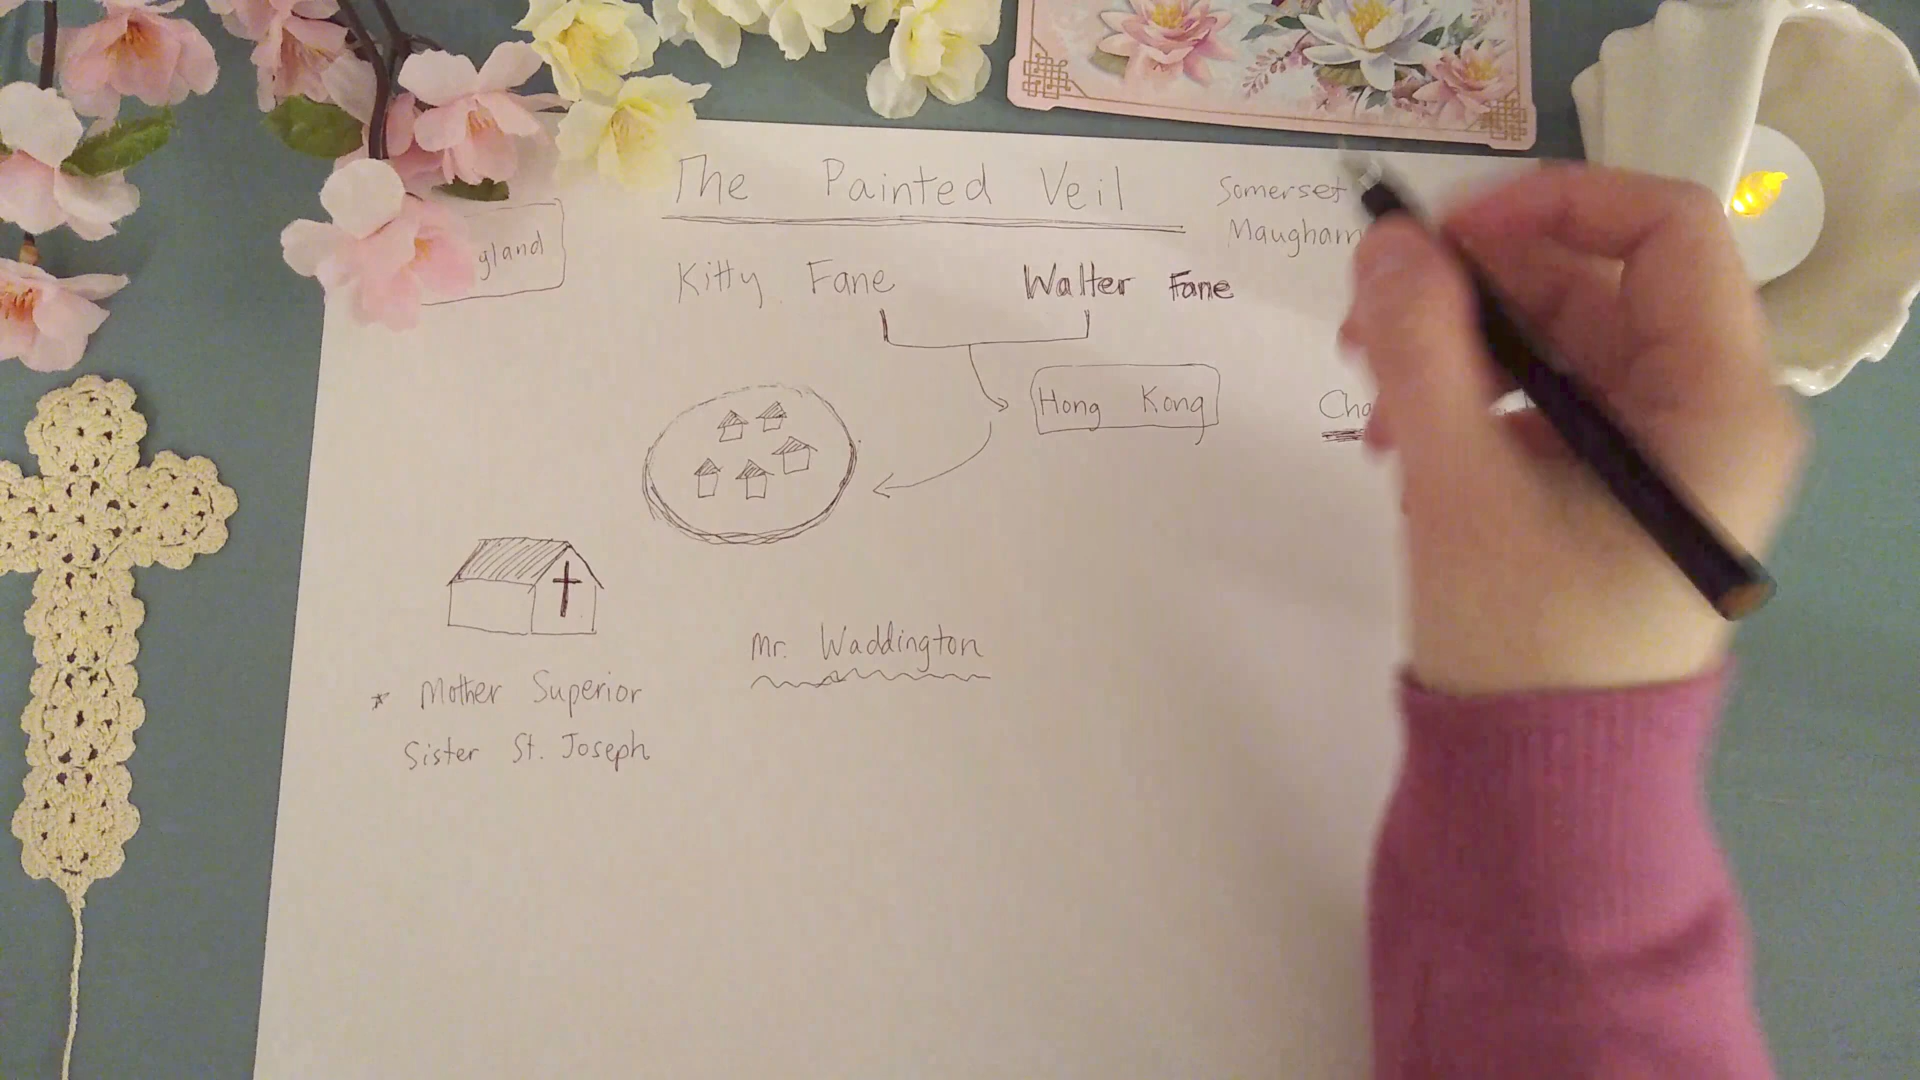 The Painted Veil
Somerset
Maugham
gland
Kitty Fane
Walter Fane
Hong Kong
Cha
Mr. Waddington
* Mother Superior
Sister St. Joseph